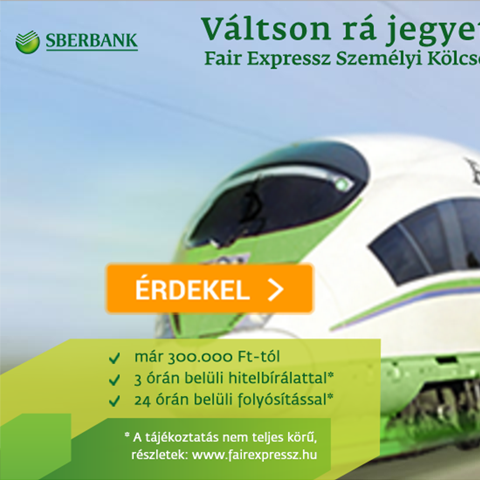 SBERBANK
Váltson rá jegyet
Fair Expressz Személyi Kölcs
ÉRDEKEL
már 300.000 Ft-tól
3 órán belüli hitelbírálattal*
24 órán belüli folyósítással*
* A tájékoztatás nem teljes körű,
részletek: www.fairexpressz.hu